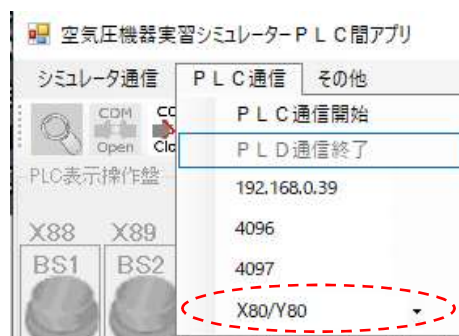 空気圧機器実習シミュレーターＰＬＣ間アプリ
シミュレータ通信 ＰＬＣ通信 その他
COM
Open
CO
Clo
ＰＬＣ通信開始
ＰＬＤ通信終了
PLC表示操作盤
192.168.0.39
X88 X89
4096
BS1 BS2
4097
X80/Y80